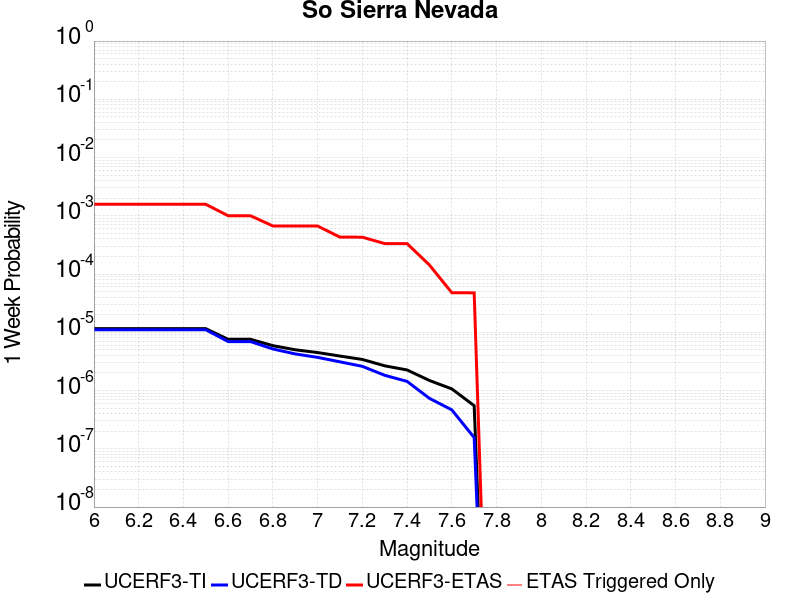 So Sierra Nevada
10^0
10^-1
10^-2
10^-3
10^-4
10^-5
10^-6
10^-7
10^-8
1 Week Probability
6 6.2 6.4 6.6 6.8 7 7.2 7.4 7.6 7.8 8 8.2 8.4 8.6 8.8 9
Magnitude
UCERF3-TI UCERF3-TD UCERF3-ETAS ETAS Triggered Only